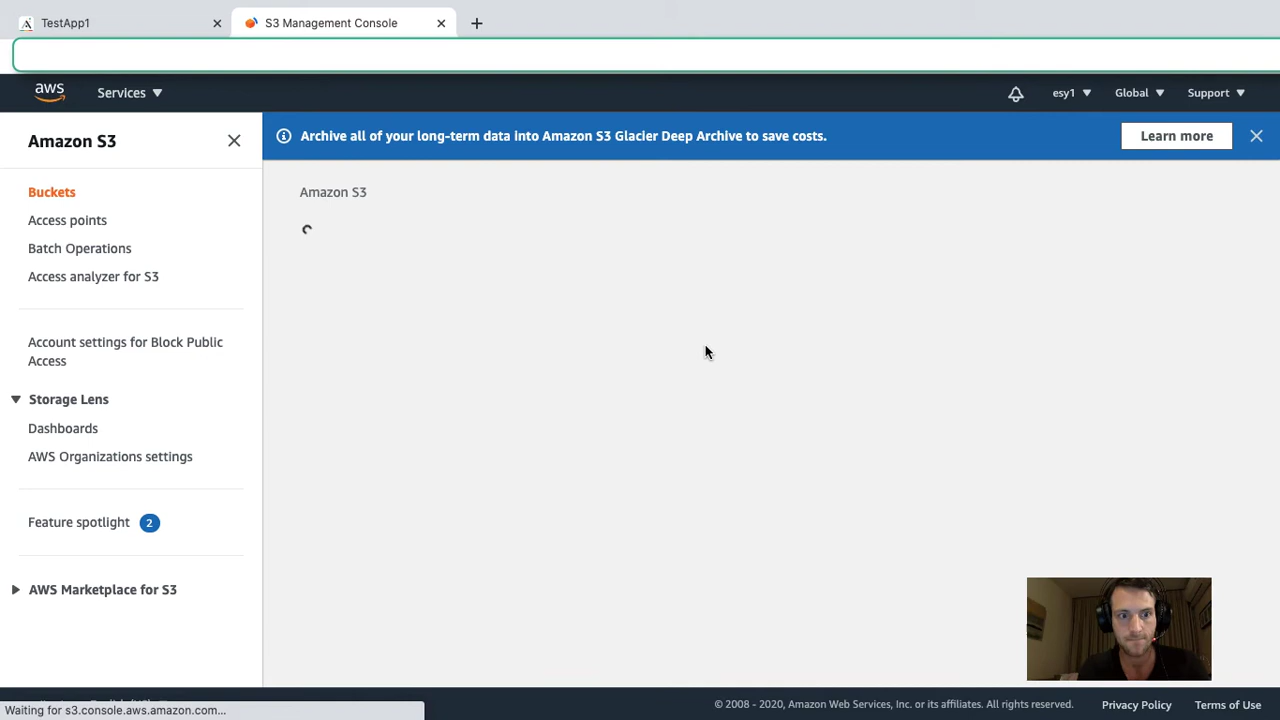 TestApp1
S3 Management Console
aws
Services
esy1
Global
Support
Amazon S3
Archive all of your long-term data into Amazon S3 Glacier Deep Archive to save costs.
Learn more
Buckets
Access points
Batch Operations
Access analyzer for S3
Account settings for Block Public
Access
Storage Lens
Dashboards
AWS Organizations settings
Feature spotlight 2
AWS Marketplace for S3
Amazon S3
Waiting for s3.console.aws.amazon.com...
© 2008 - 2020, Amazon Web Services, Inc. or its affiliates. All rights reserved.
Privacy Policy
Terms of Use